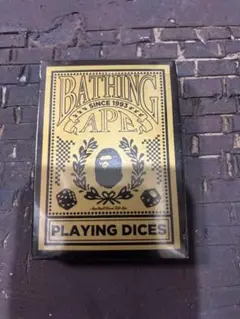 BATHING
SINCE 1993
APE
PLAYING DICES